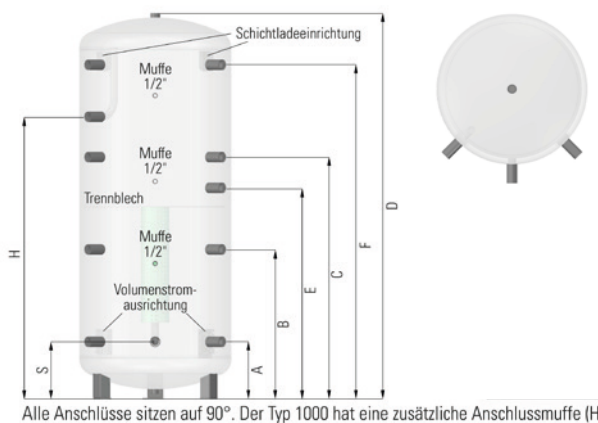 Schichtladeeinrichtung
Muffe
1/2"
Muffe
1/2"
Trennblech
Muffe
1/2"
Volumenstrom-
ausrichtung
H
S
A
B
E
C
F
D
Alle Anschlüsse sitzen auf 90°. Der Typ 1000 hat eine zusätzliche Anschlussmuffe (H